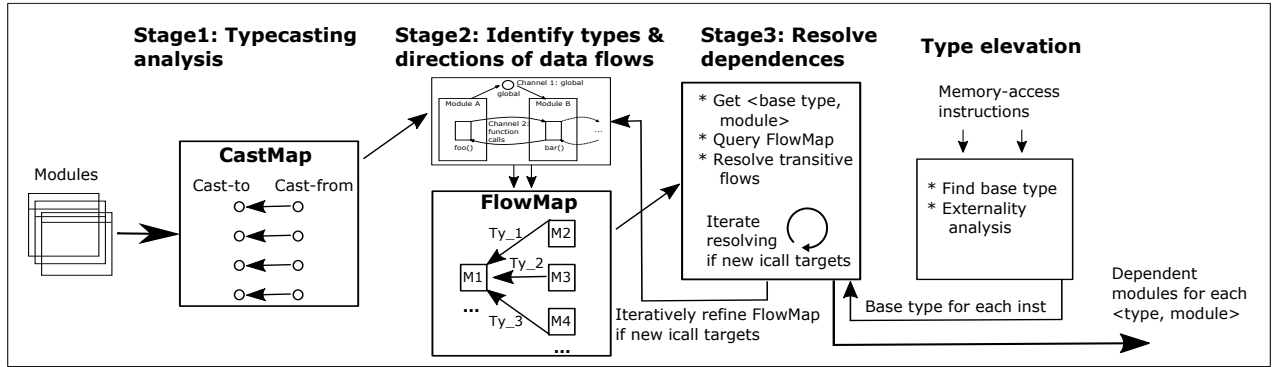 Stage1: Typecasting
analysis
Stage2: Identify types &
directions of data flows
Stage3: Resolve
dependences
Type elevation
Modules
CastMap
Cast-to
Cast-from
Channel 1: global
global
Module A
Module B
Channel 2:
function
calls
...
foo()
bar()
FlowMap
Ty_1
M2
Ty_2
M1
M3
...
Ty_3
M4
...
* Get <base type,
module>
* Query FlowMap
* Resolve transitive
flows
Iterate
resolving
if new icall targets
Iteratively refine FlowMap
if new icall targets
Memory-access
instructions
* Find base type
* Externality
analysis
Base type for each inst
Dependent
modules for each
<type, module>